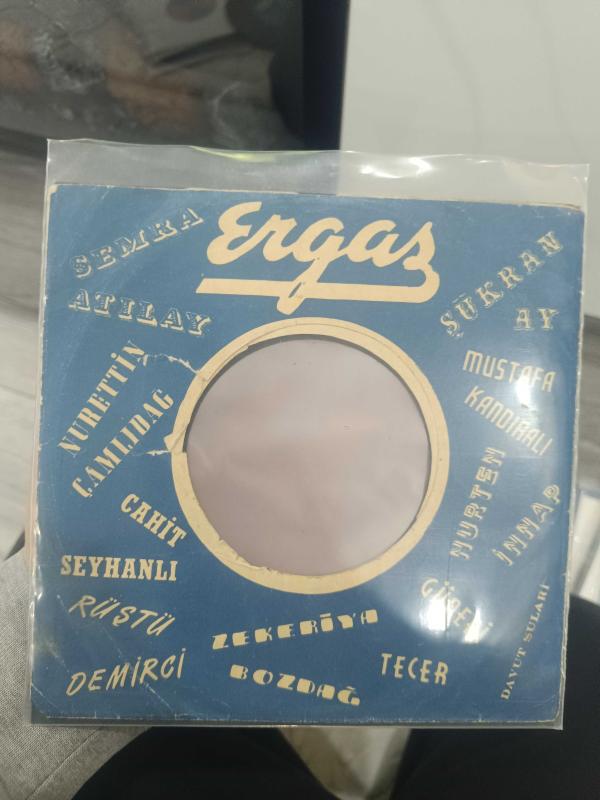 Ergas
SEMRA
ATILAY
ŞÜKRAN
AY
NURETTİN
ÇAMLIDAĞ
MUSTAFA
KANDIRALI
CAHİT
SEYHANLI
NURTEN
İNNAP
RÜŞTÜ
DEMİRCİ
ZEKERİYA
BOZDAĞ
TECER
DAVUT SULARİ